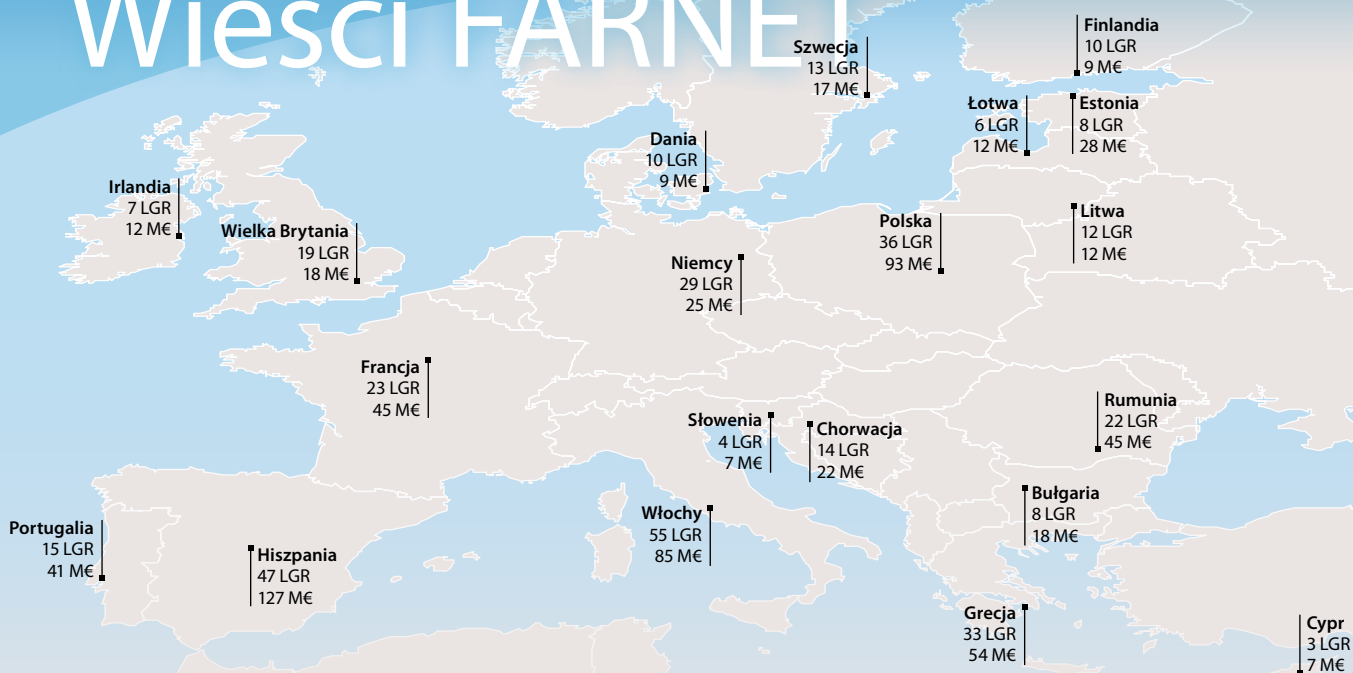 Wieści FARNET
Szwecja
13 LGR
17 M€
Finlandia
10 LGR
9 M€
Łotwa
6 LGR
12 M€
Estonia
8 LGR
28 M€
Dania
10 LGR
9 M€
Irlandia
7 LGR
12 M€
Wielka Brytania
19 LGR
18 M€
Polska
36 LGR
93 M€
Litwa
12 LGR
12 M€
Niemcy
29 LGR
25 M€
Francja
23 LGR
45 M€
Słowenia
4 LGR
7 M€
Chorwacja
14 LGR
22 M€
Rumunia
22 LGR
45 M€
Bułgaria
8 LGR
18 M€
Włochy
55 LGR
85 M€
Portugalia
15 LGR
41 M€
Hiszpania
47 LGR
127 M€
Grecja
33 LGR
54 M€
Cypr
3 LGR
7 M€